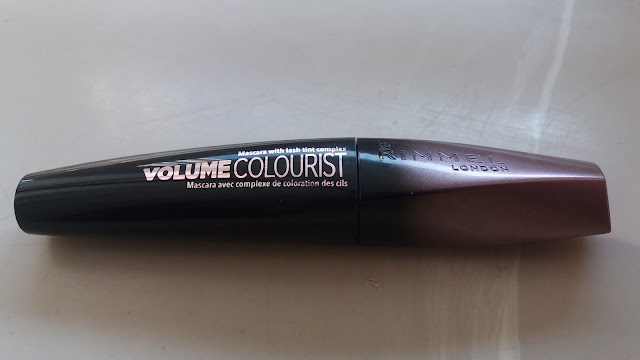 Mascara with lash tint complex
VOLUME COLOURIST
Mascara avec complexe de coloration des cils
RIMMEL
LONDON